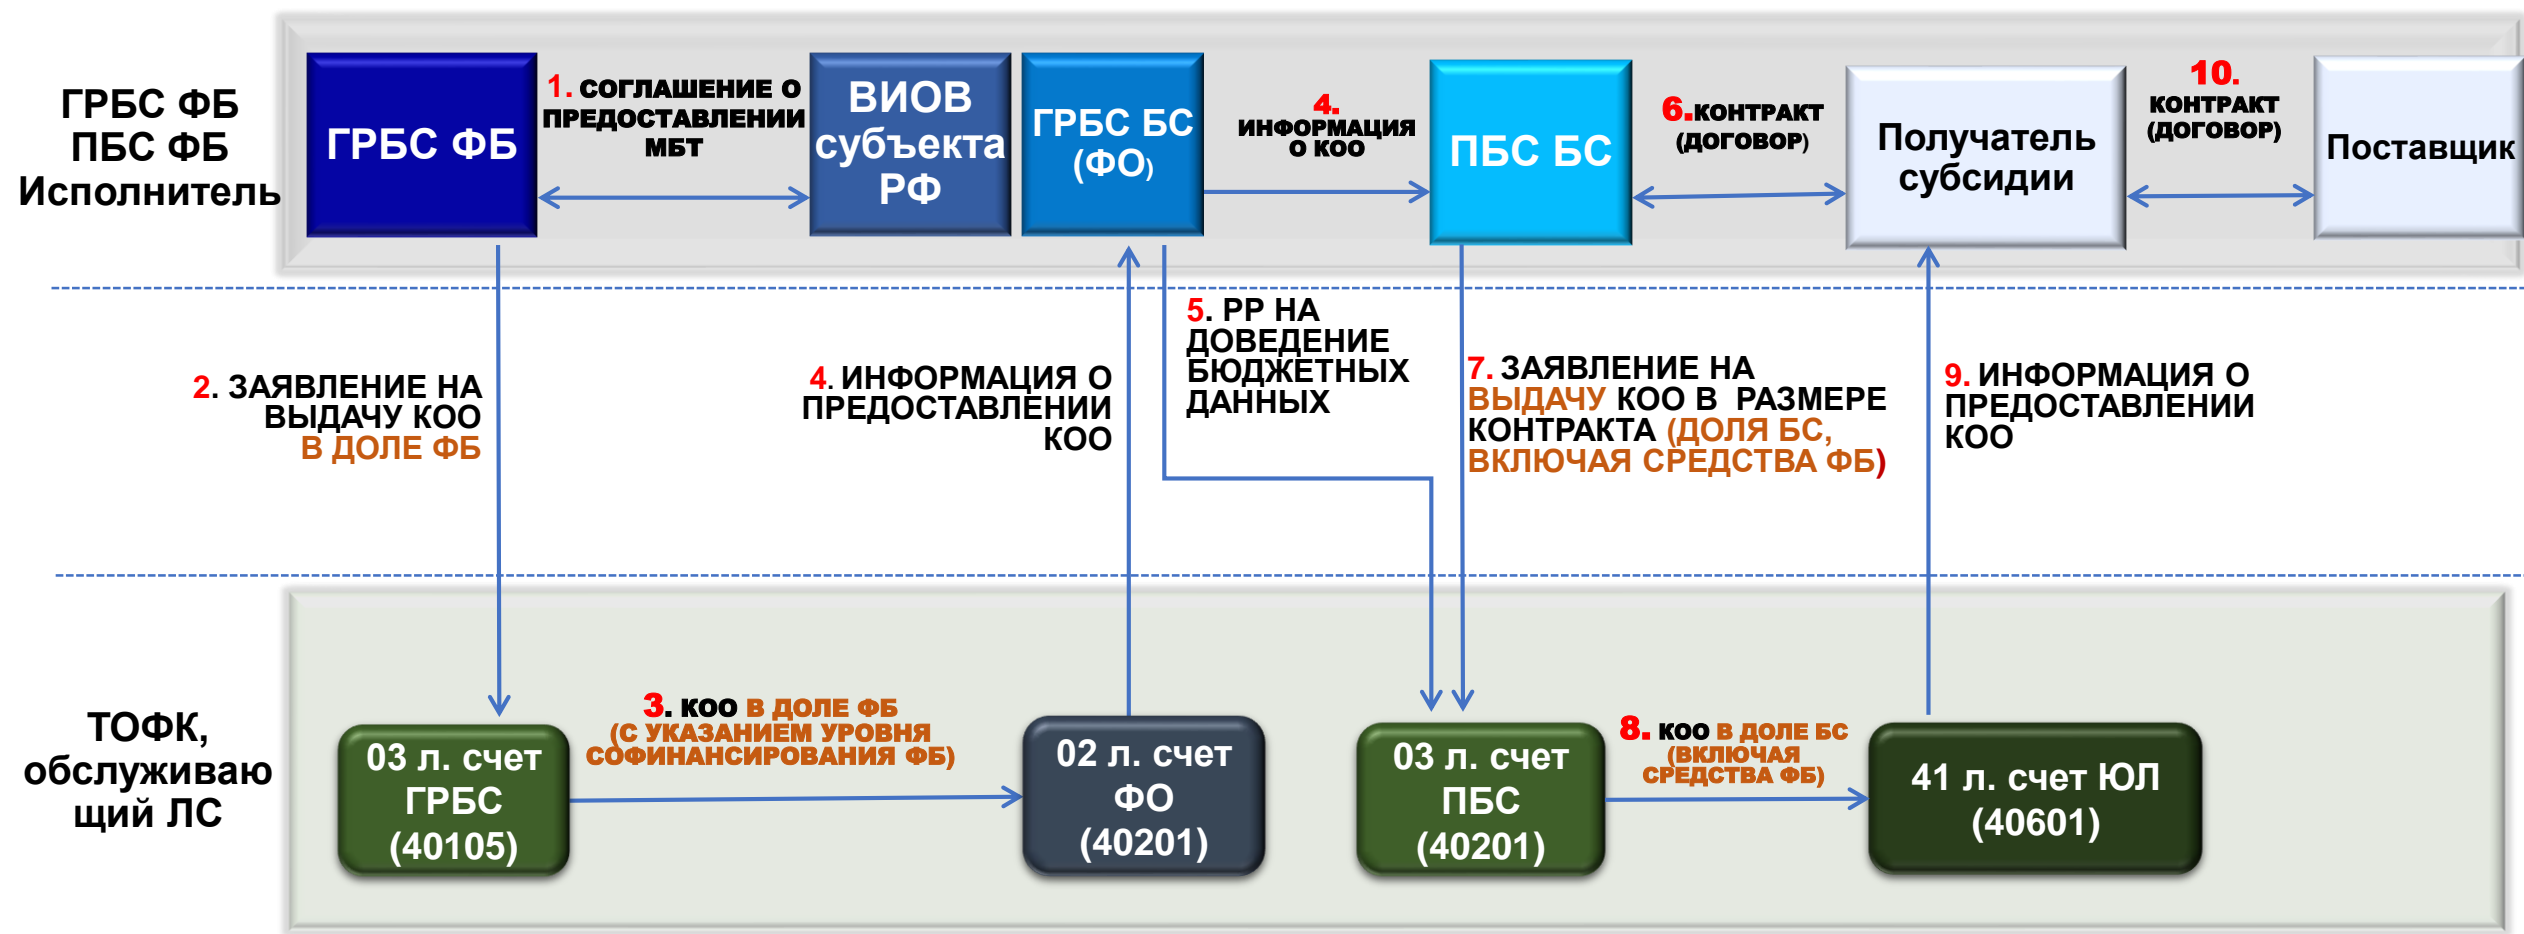 ГРБС ФБ
ПБС ФБ
Исполнитель
ГРБС ФБ
1. СОГЛАШЕНИЕ О
ПРЕДОСТАВЛЕНИИ
МБТ
ВИОВ
субъекта
РФ
ГРБС БС
(ФО)
4.
ИНФОРМАЦИЯ
О КОО
ПБС БС
6.КОНТРАКТ
(ДОГОВОР)
Получатель
субсидии
10.
КОНТРАКТ
(ДОГОВОР)
Поставщик
2. ЗАЯВЛЕНИЕ НА
ВЫДАЧУ КОО
В ДОЛЕ ФБ
4. ИНФОРМАЦИЯ О
ПРЕДОСТАВЛЕНИИ
КОО
5. РР НА
ДОВЕДЕНИЕ
БЮДЖЕТНЫХ
ДАННЫХ
7. ЗАЯВЛЕНИЕ НА
ВЫДАЧУ КОО В РАЗМЕРЕ
КОНТРАКТА (ДОЛЯ БС,
ВКЛЮЧАЯ СРЕДСТВА ФБ)
9. ИНФОРМАЦИЯ О
ПРЕДОСТАВЛЕНИИ
КОО
ТОФК,
обслуживаю
щий ЛС
03 л. счет
ГРБС
(40105)
3. КОО В ДОЛЕ ФБ
(С УКАЗАНИЕМ УРОВНЯ
СОФИНАНСИРОВАНИЯ ФБ)
02 л. счет
ФО
(40201)
03 л. счет
ПБС
(40201)
8. КОО В ДОЛЕ БС
(ВКЛЮЧАЯ
СРЕДСТВА ФБ)
41 л. счет ЮЛ
(40601)